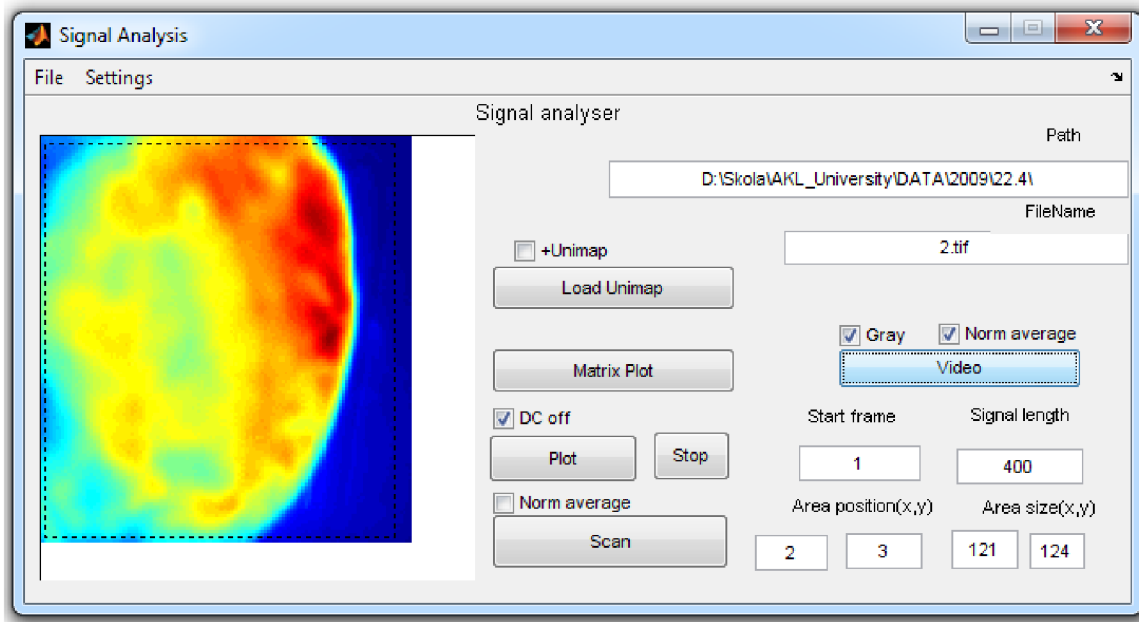 Signal Analysis
File Settings
Signal analyser
Path
D:\Skola\AKL_University\DATA\2009\22.4\
FileName
2.tif
+Unimap
Load Unimap
Gray Norm average
Matrix Plot Video
DC off Start frame Signal length
Plot Stop 1 400
Norm average Area position(x,y) Area size(x,y)
Scan 2 3 121 124